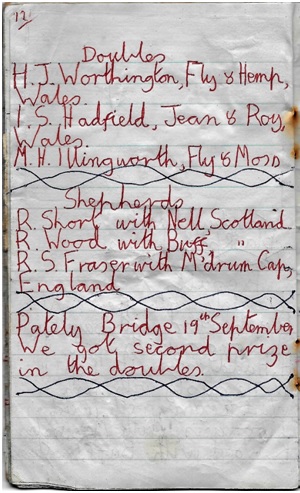 12/
Doubles
H. J. Worthington, Fly & Hemp,
Wales.
L. S. Hadfield, Jean & Roy,
Wales.
M. H. Illingworth, Fly & Moss
Shepherds
R. Short with Nell, Scotland
R. Wood with Buff "
R. S. Fraser with M'drum Cap,
England
Pately Bridge 19th September
We got second prize
in the doubles.